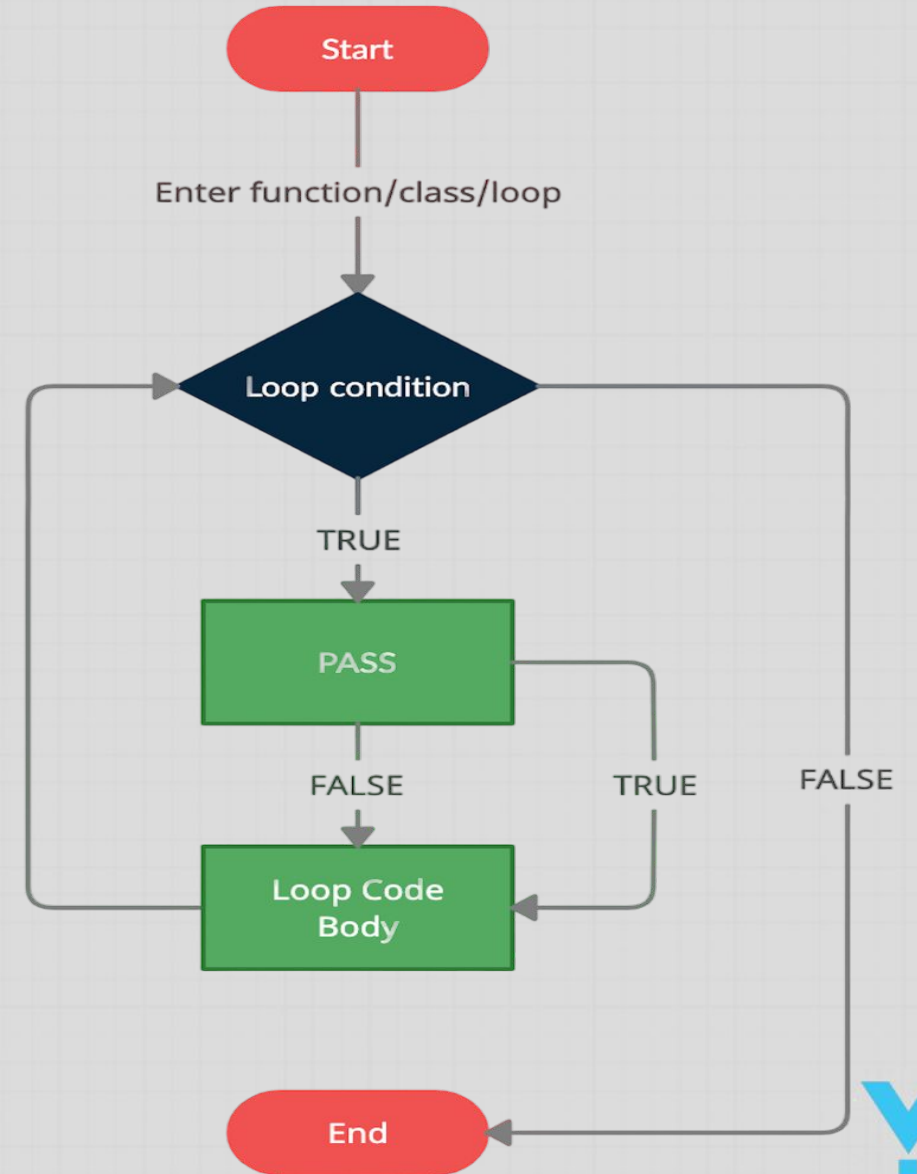 Start
Enter function/class/loop
Loop condition
TRUE
PASS
FALSE
TRUE
FALSE
Loop Code
Body
End